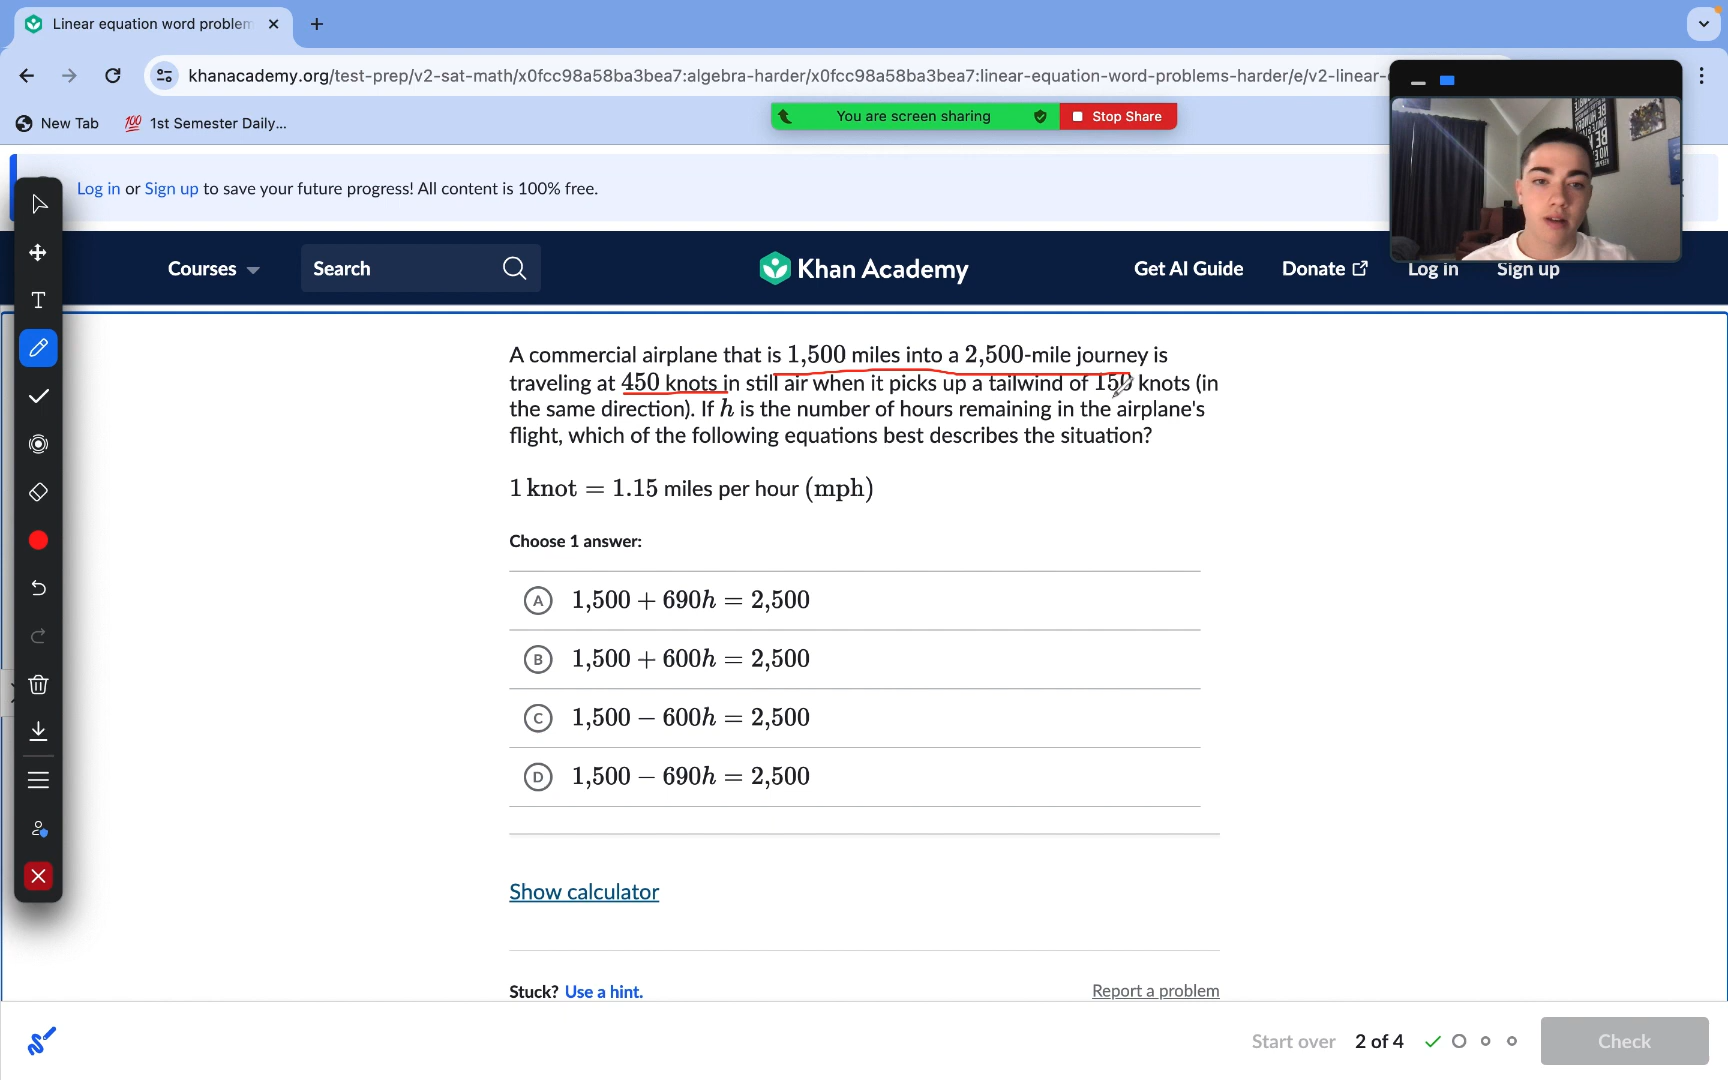 Linear equation word problem
khanacademy.org/test-prep/v2-sat-math/x0fcc98a58ba3bea7:algebra-harder/x0fcc98a58ba3bea7:linear-equation-word-problems-harder/e/v2-linear-
New Tab
1st Semester Daily...
You are screen sharing
Stop Share
Log in or Sign up to save your future progress! All content is 100% free.
Courses
Search
Khan Academy
Get AI Guide
Donate
Log in
Sign up
A commercial airplane that is 1,500 miles into a 2,500-mile journey is
traveling at 450 knots in still air when it picks up a tailwind of 150 knots (in
the same direction). If h is the number of hours remaining in the airplane's
flight, which of the following equations best describes the situation?
1 knot = 1.15 miles per hour (mph)
Choose 1 answer:
A 1,500 + 690h = 2,500
B 1,500 + 600h = 2,500
C 1,500 − 600h = 2,500
D 1,500 − 690h = 2,500
Show calculator
Stuck? Use a hint.
Report a problem
Start over
2 of 4
Check